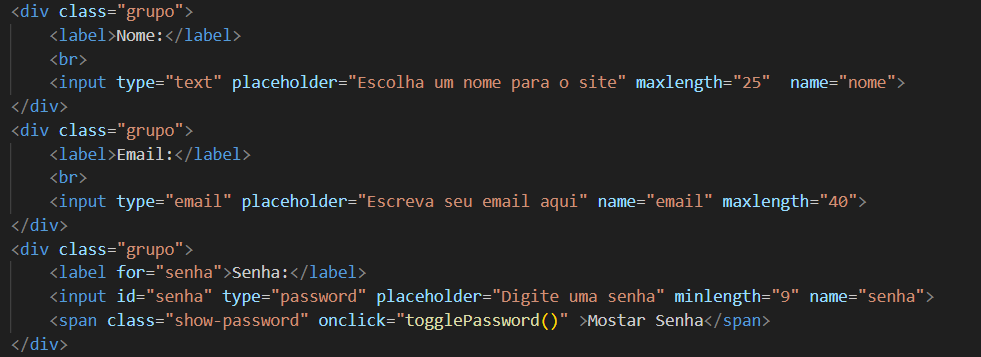 <div class="grupo">
    <label>Nome:</label>
    <br>
    <input type="text" placeholder="Escolha um nome para o site" maxlength="25"  name="nome">
</div>
<div class="grupo">
    <label>Email:</label>
    <br>
    <input type="email" placeholder="Escreva seu email aqui" name="email" maxlength="40">
</div>
<div class="grupo">
    <label for="senha">Senha:</label>
    <input id="senha" type="password" placeholder="Digite uma senha" minlength="9" name="senha">
    <span class="show-password" onclick="togglePassword()" >Mostar Senha</span>
</div>